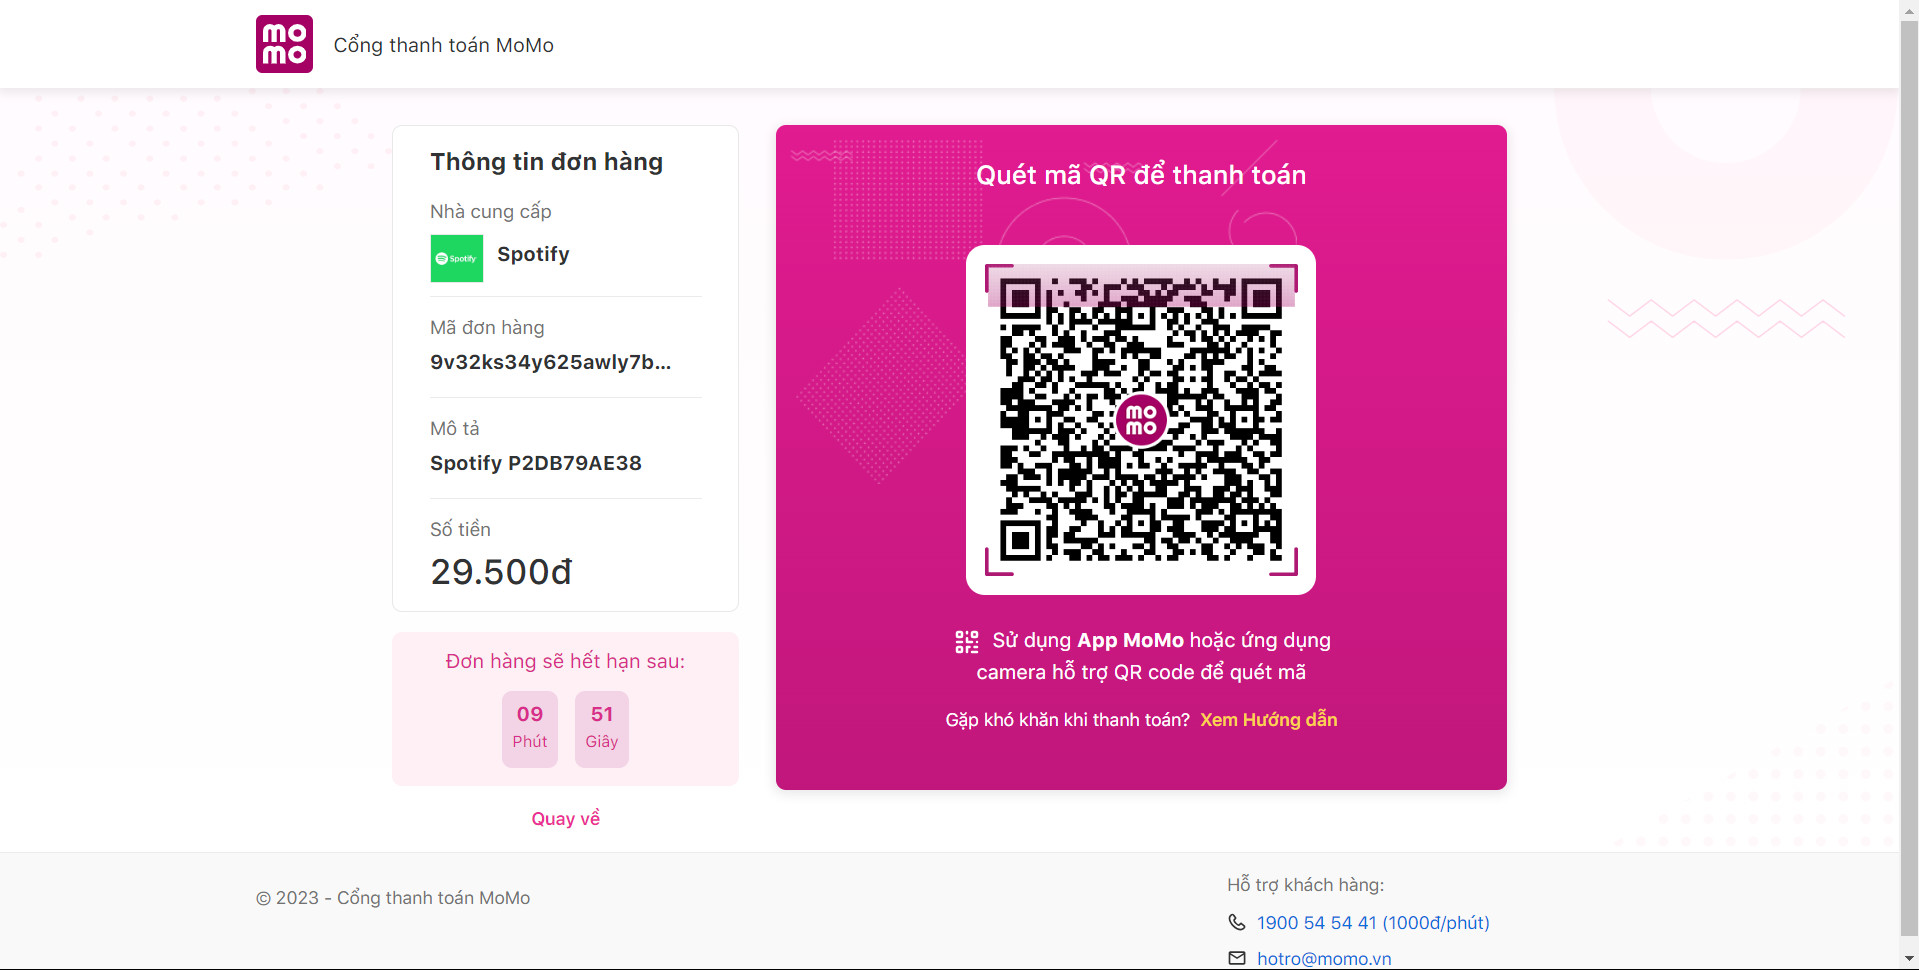 mo
mo
Cổng thanh toán MoMo
Thông tin đơn hàng
Nhà cung cấp
Spotify
Spotify
Mã đơn hàng
9v32ks34y625awly7b...
Mô tả
Spotify P2DB79AE38
Số tiền
29.500đ
Đơn hàng sẽ hết hạn sau:
09 51
Phút Giây
Quay về
Quét mã QR để thanh toán
mo
mo
Sử dụng App MoMo hoặc ứng dụng
camera hỗ trợ QR code để quét mã
Gặp khó khăn khi thanh toán? Xem Hướng dẫn
© 2023 - Cổng thanh toán MoMo
Hỗ trợ khách hàng:
1900 54 54 41 (1000đ/phút)
hotro@momo.vn